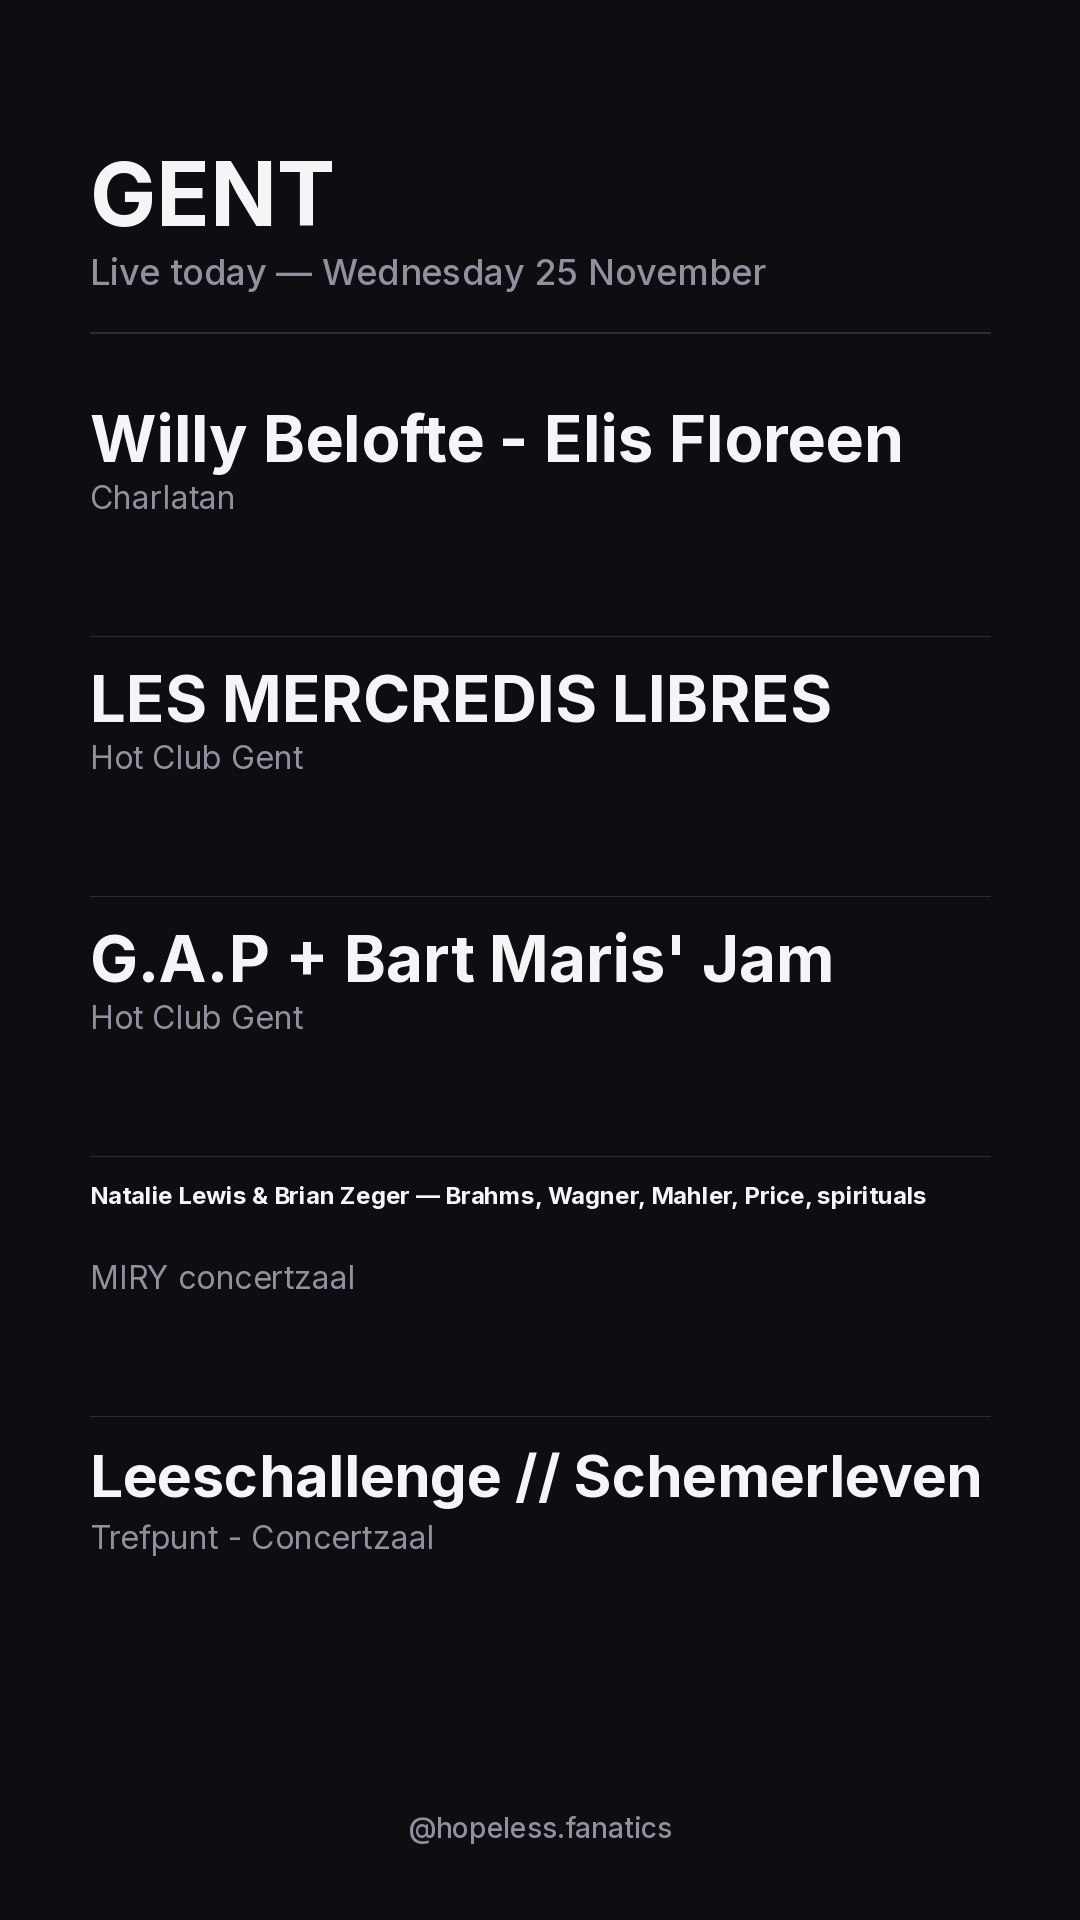 GENT
Live today — Wednesday 25 November
Willy Belofte - Elis Floreen
Charlatan
LES MERCREDIS LIBRES
Hot Club Gent
G.A.P + Bart Maris' Jam
Hot Club Gent
Natalie Lewis & Brian Zeger — Brahms, Wagner, Mahler, Price, spirituals
MIRY concertzaal
Leeschallenge // Schemerleven
Trefpunt - Concertzaal
@hopeless.fanatics